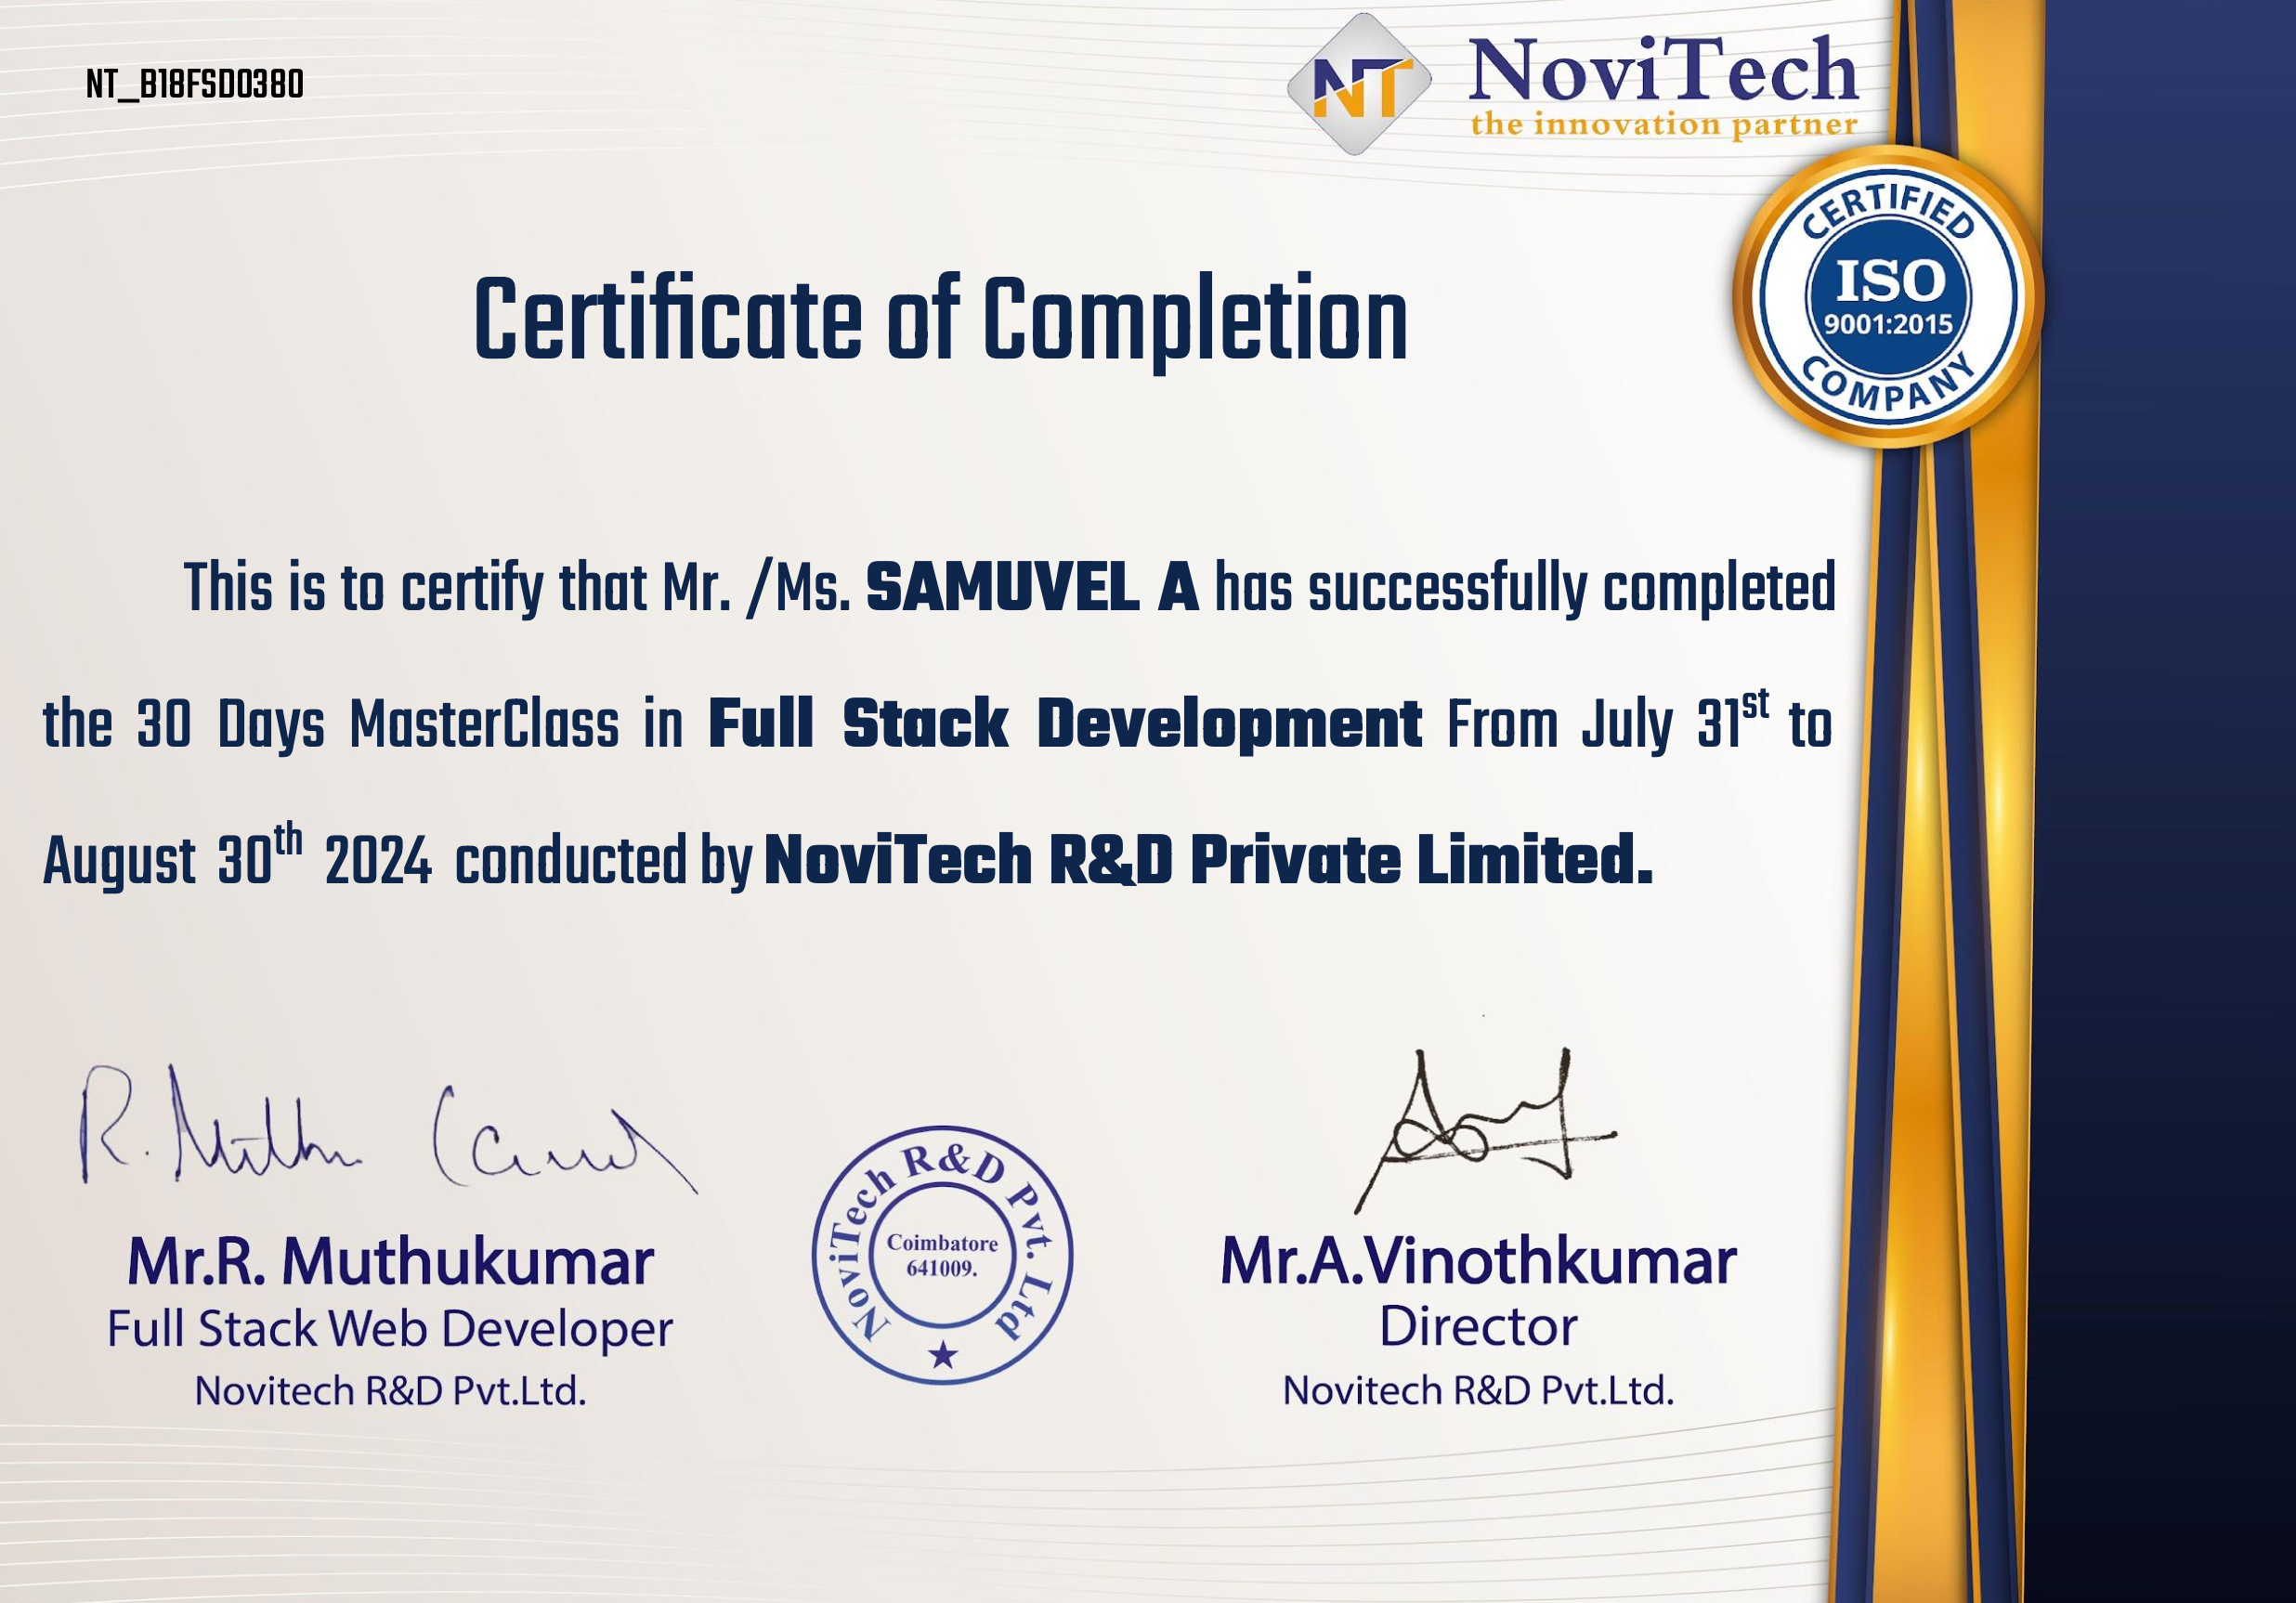 NT_B18FSD0380
NT
NoviTech
the innovation partner
CERTIFIED
ISO
9001:2015
COMPANY
Certificate of Completion
This is to certify that Mr. /Ms. SAMUVEL A has successfully completed
the 30 Days MasterClass in Full Stack Development From July 31st to
August 30th 2024 conducted by NoviTech R&D Private Limited.
R. Muthu Kumar
Mr.R. Muthukumar
Full Stack Web Developer
Novitech R&D Pvt.Ltd.
NoviTech R&D Pvt. Ltd
Coimbatore
641009.
Mr.A.Vinothkumar
Director
Novitech R&D Pvt.Ltd.